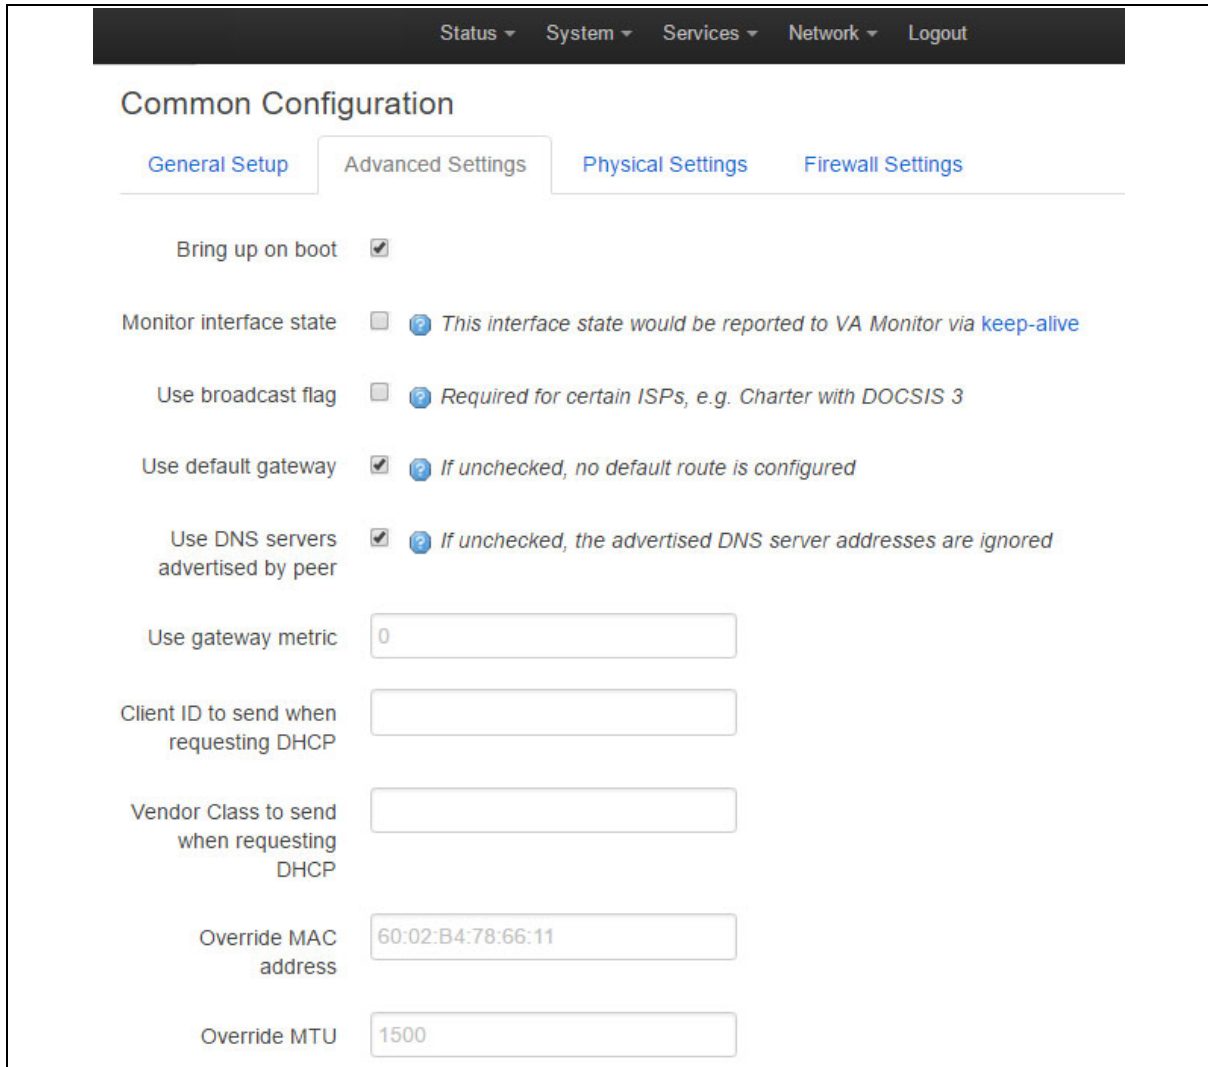 Status System Services Network Logout
Common Configuration
General Setup Advanced Settings Physical Settings Firewall Settings
Bring up on boot
Monitor interface state This interface state would be reported to VA Monitor via keep-alive
Use broadcast flag Required for certain ISPs, e.g. Charter with DOCSIS 3
Use default gateway If unchecked, no default route is configured
Use DNS servers If unchecked, the advertised DNS server addresses are ignored
advertised by peer
Use gateway metric 0
Client ID to send when
requesting DHCP
Vendor Class to send
when requesting
DHCP
Override MAC 60:02:B4:78:66:11
address
Override MTU 1500